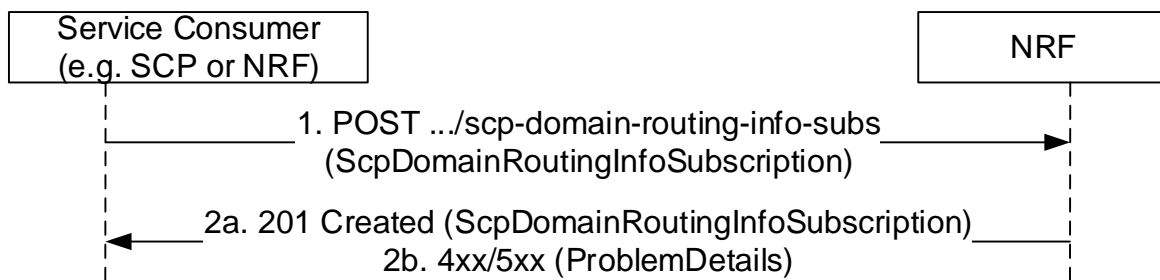 Service Consumer
(e.g. SCP or NRF)
NRF
1. POST .../scp-domain-routing-info-subs
(ScpDomainRoutingInfoSubscription)
2a. 201 Created (ScpDomainRoutingInfoSubscription)
2b. 4xx/5xx (ProblemDetails)